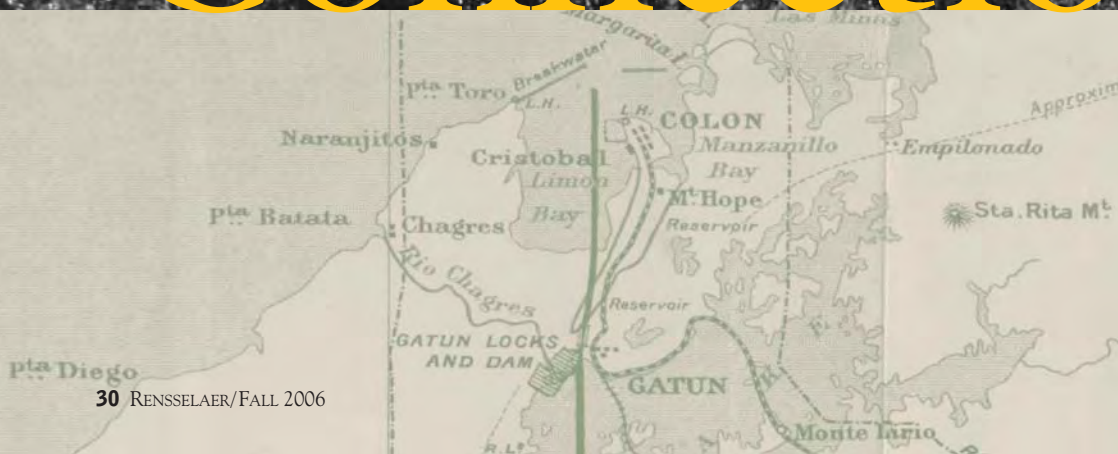 Las Minas
Breakwater
Pta. Toro
L.H.
L.H.
COLON
Approxim
Naranjitos
Manzanillo
Bay
Empilonado
Cristobal
Limon
Bay
Mt. Hope
Pta. Batata
Chagres
Reservoir
Sta. Rita Mt.
Rio Chagres
Reservoir
GATUN LOCKS
AND DAM
Pta Diego
GATUN
30 RENSSELAER/FALL 2006
Monte Lirio